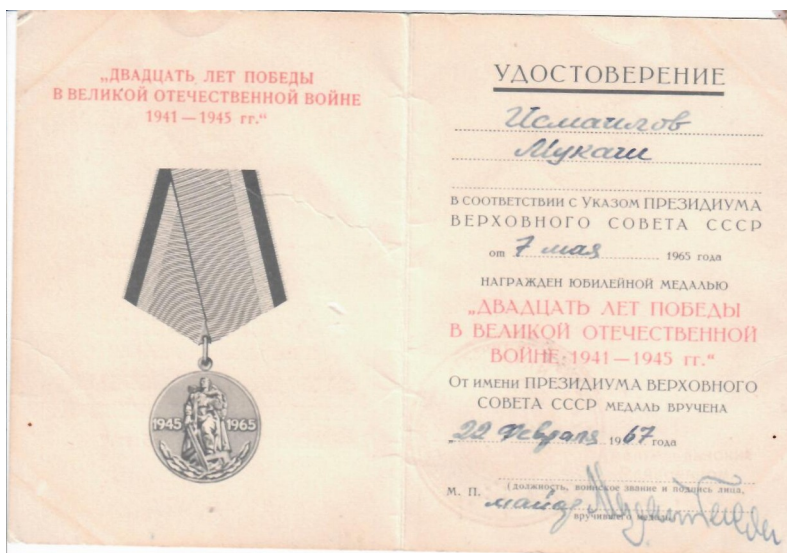 „ДВАДЦАТЬ ЛЕТ ПОБЕДЫ
В ВЕЛИКОЙ ОТЕЧЕСТВЕННОЙ ВОЙНЕ
1941 — 1945 гг.“
1945 1965
УДОСТОВЕРЕНИЕ
Исмаилов
Мукаш
В СООТВЕТСТВИИ С УКАЗОМ ПРЕЗИДИУМА
ВЕРХОВНОГО СОВЕТА СССР
от 7 мая 1965 года
НАГРАЖДЕН ЮБИЛЕЙНОЙ МЕДАЛЬЮ
„ДВАДЦАТЬ ЛЕТ ПОБЕДЫ
В ВЕЛИКОЙ ОТЕЧЕСТВЕННОЙ
ВОЙНЕ 1941 — 1945 гг.“
ОТ ИМЕНИ ПРЕЗИДИУМА ВЕРХОВНОГО
СОВЕТА СССР МЕДАЛЬ ВРУЧЕНА
„22 февраля 1967 года
М. П. (должность, воинское звание и подпись лица,
майор
вручившего медаль)